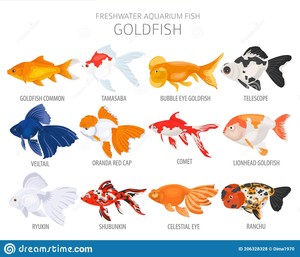 FRESHWATER AQUARIUM FISH
GOLDFISH
GOLDFISH COMMON
TAMASABA
BUBBLE EYE GOLDFISH
TELESCOPE
VEILTAIL
ORANDA RED CAP
COMET
LIONHEAD GOLDFISH
RYUKIN
SHUBUNKIN
CELESTIAL EYE
RANCHU
dreamstime.com
ID 206328328 © Dima1970